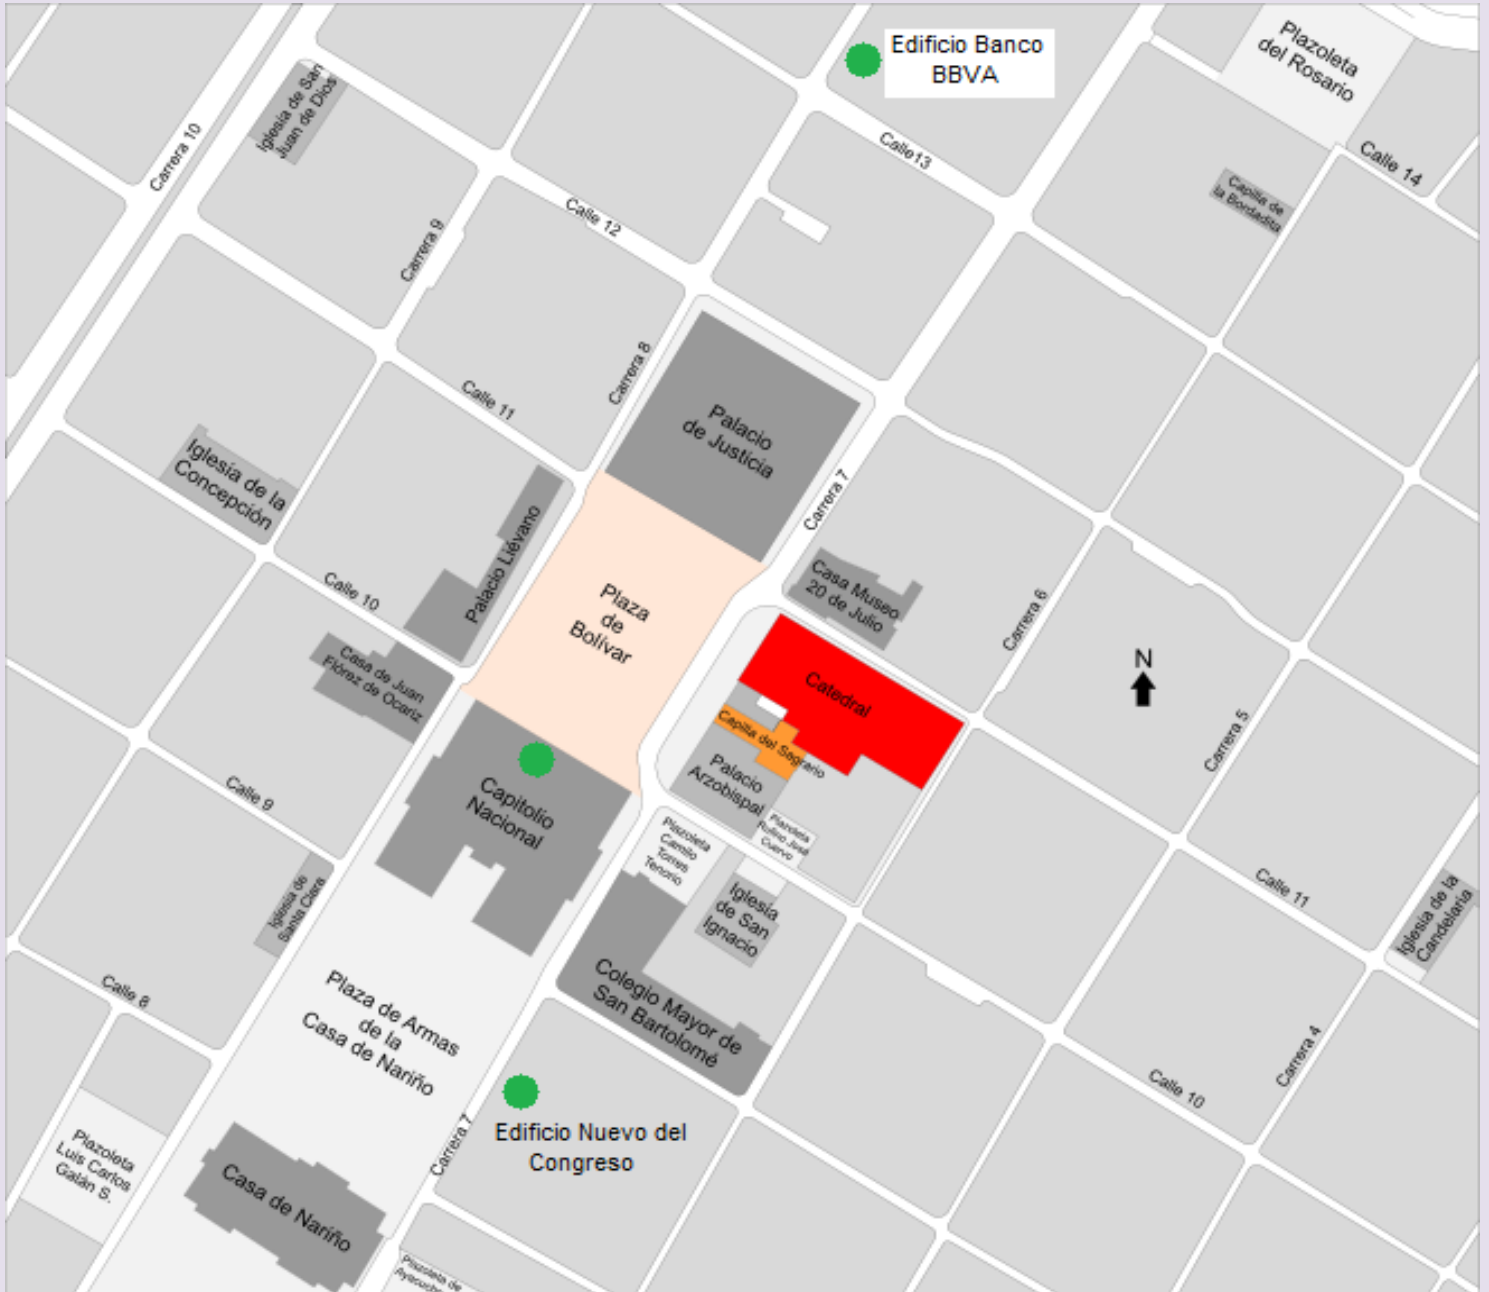 Edificio Banco
BBVA
Plazoleta
del Rosario
Iglesia de San
Juan de Dios
Carrera 10
Calle13
Calle 14
Capilla de
la Bordadita
Carrera 9
Calle 12
Carrera 8
Calle 11
Palacio
de Justicia
Iglesia de la
Concepción
Carrera 7
Palacio Liévano
Calle 10
Plaza
de
Bolívar
Casa Museo
20 de Julio
Carrera 6
Casa de Juan
Flórez de Ocariz
Catedral
N
Capilla del Sagrario
Carrera 5
Palacio
Arzobispal
Calle 9
Capitolio
Nacional
Plazoleta
Camilo
Torres
Tenorio
Plazoleta
Rufino José
Cuervo
Iglesia de
Santa Clara
Iglesia
de San
Ignacio
Calle 11
Iglesia de la
Candelaria
Calle 8
Plaza de Armas
de la
Casa de Nariño
Colegio Mayor de
San Bartolomé
Carrera 4
Calle 10
Edificio Nuevo del
Congreso
Carrera 7
Plazoleta
Luis Carlos
Galán S.
Casa de Nariño
Plazoleta de